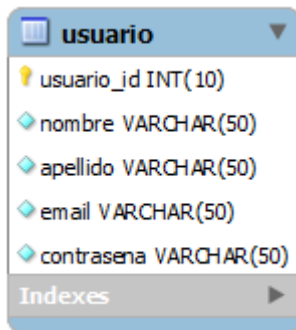 usuario
usuario_id INT(10)
nombre VARCHAR(50)
apellido VARCHAR(50)
email VARCHAR(50)
contrasena VARCHAR(50)
Indexes